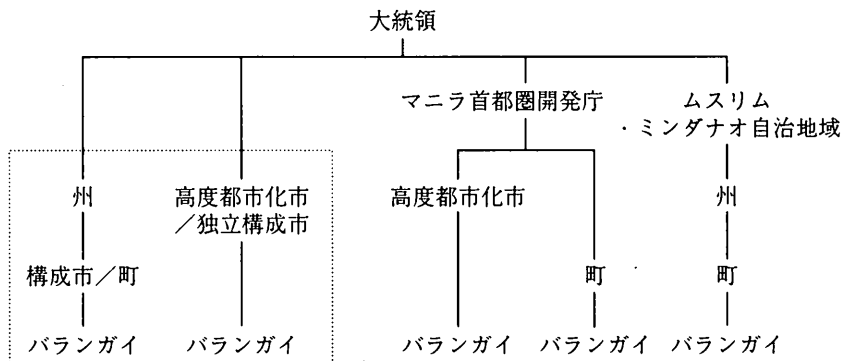 大統領
マニラ首都圏開発庁
ムスリム
・ミンダナオ自治地域
州
高度都市化市
／独立構成市
高度都市化市
州
構成市／町
町
町
バランガイ
バランガイ
バランガイ
バランガイ
バランガイ